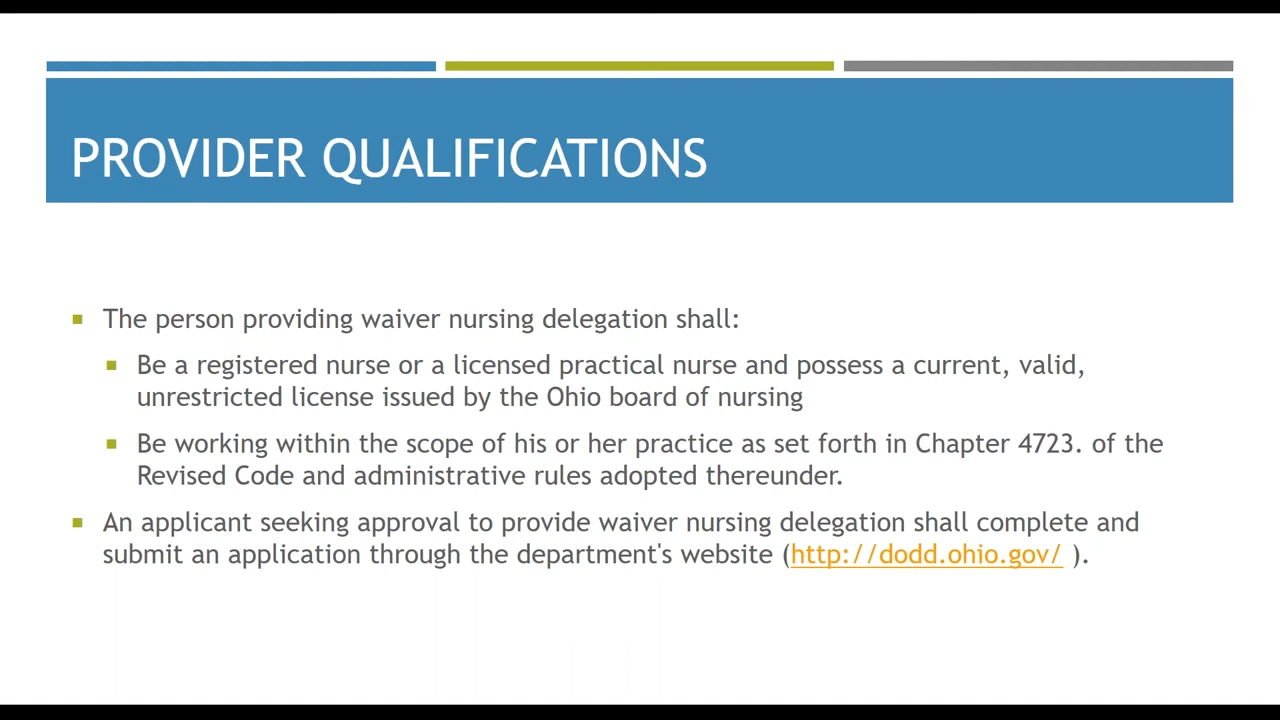 PROVIDER QUALIFICATIONS
The person providing waiver nursing delegation shall:
Be a registered nurse or a licensed practical nurse and possess a current, valid,
unrestricted license issued by the Ohio board of nursing
Be working within the scope of his or her practice as set forth in Chapter 4723. of the
Revised Code and administrative rules adopted thereunder.
An applicant seeking approval to provide waiver nursing delegation shall complete and
submit an application through the department's website (http://dodd.ohio.gov/ ).